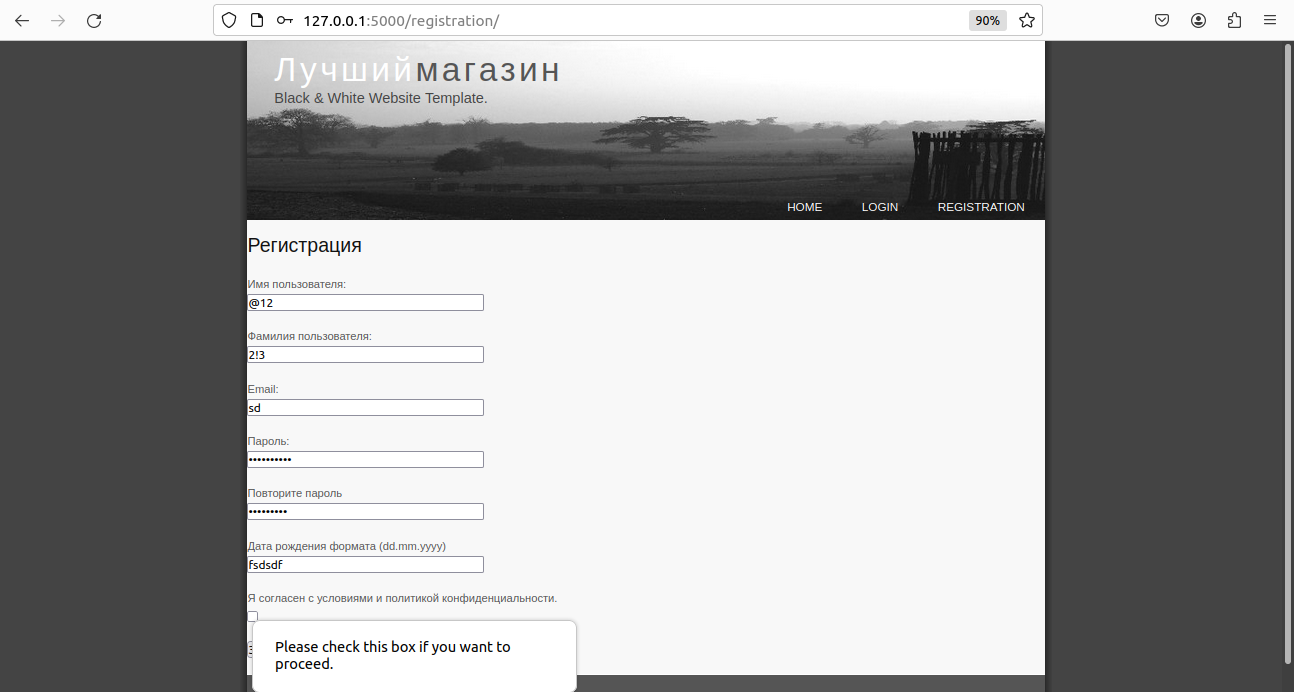 127.0.0.1:5000/registration/
90%
Лучшиймагазин
Black & White Website Template.
HOME LOGIN REGISTRATION
Регистрация
Имя пользователя:
@12
Фамилия пользователя:
2!3
Email:
sd
Пароль:
••••••••••
Повторите пароль
•••••••••
Дата рождения формата (dd.mm.yyyy)
fsdsdf
Я согласен с условиями и политикой конфиденциальности.
Please check this box if you want to
proceed.